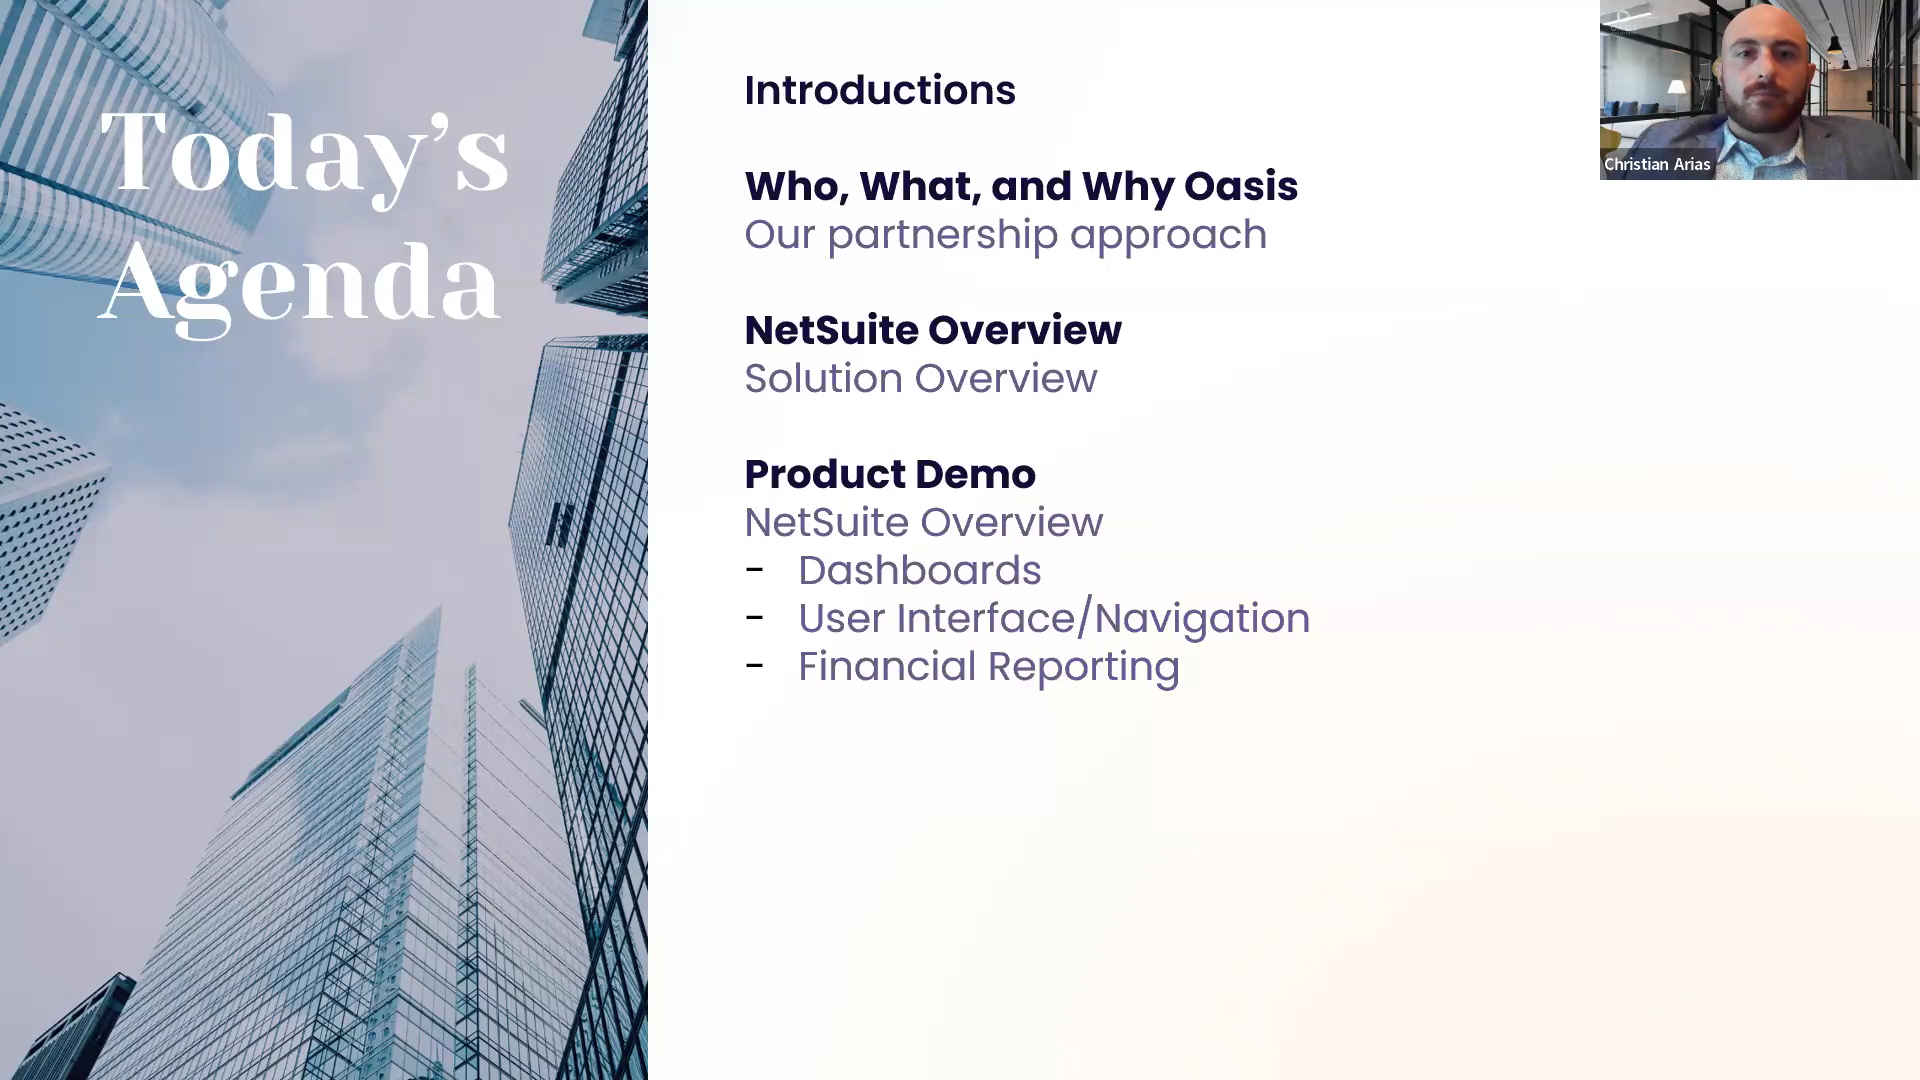 Today's
Agenda
Introductions
Who, What, and Why Oasis
Our partnership approach
NetSuite Overview
Solution Overview
Product Demo
NetSuite Overview
- Dashboards
- User Interface/Navigation
- Financial Reporting
Christian Arias